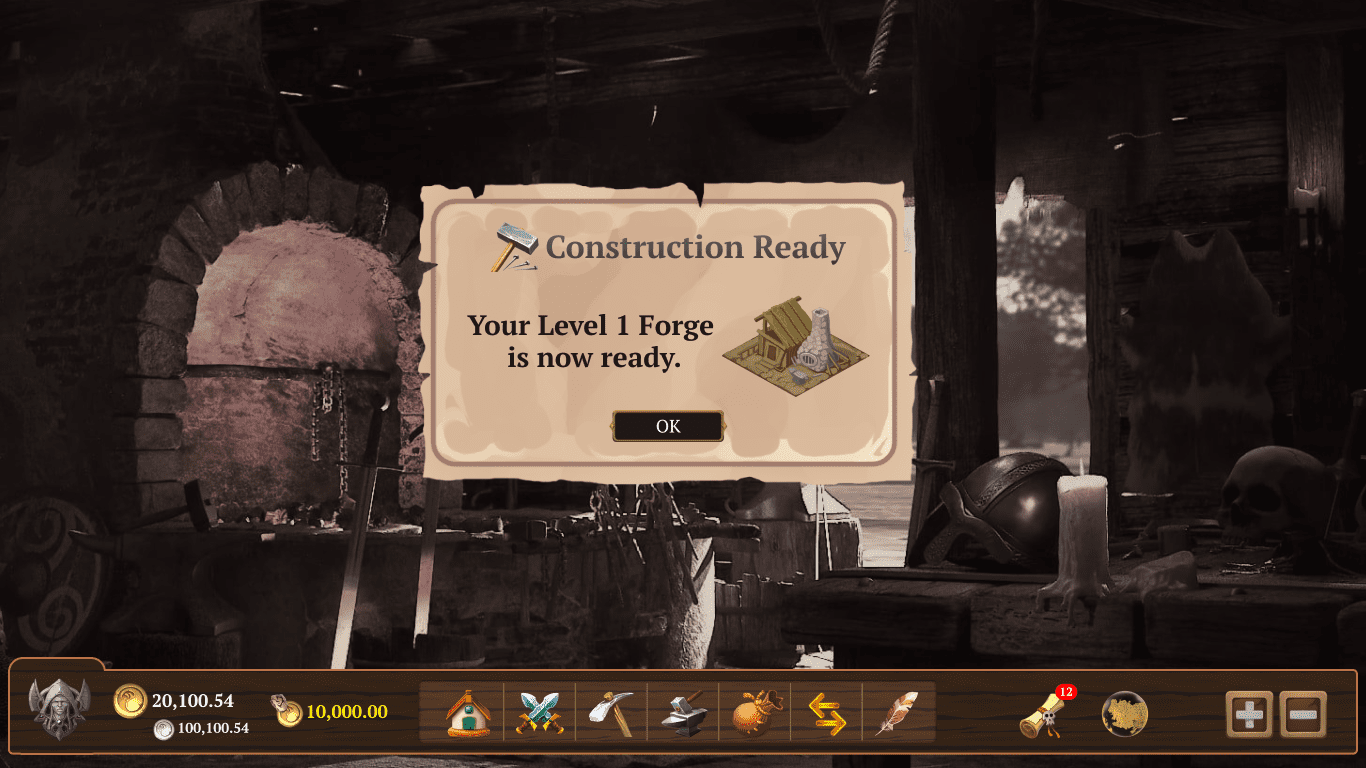 Construction Ready
Your Level 1 Forge
is now ready.
OK
20,100.54
100,100.54
10,000.00
12